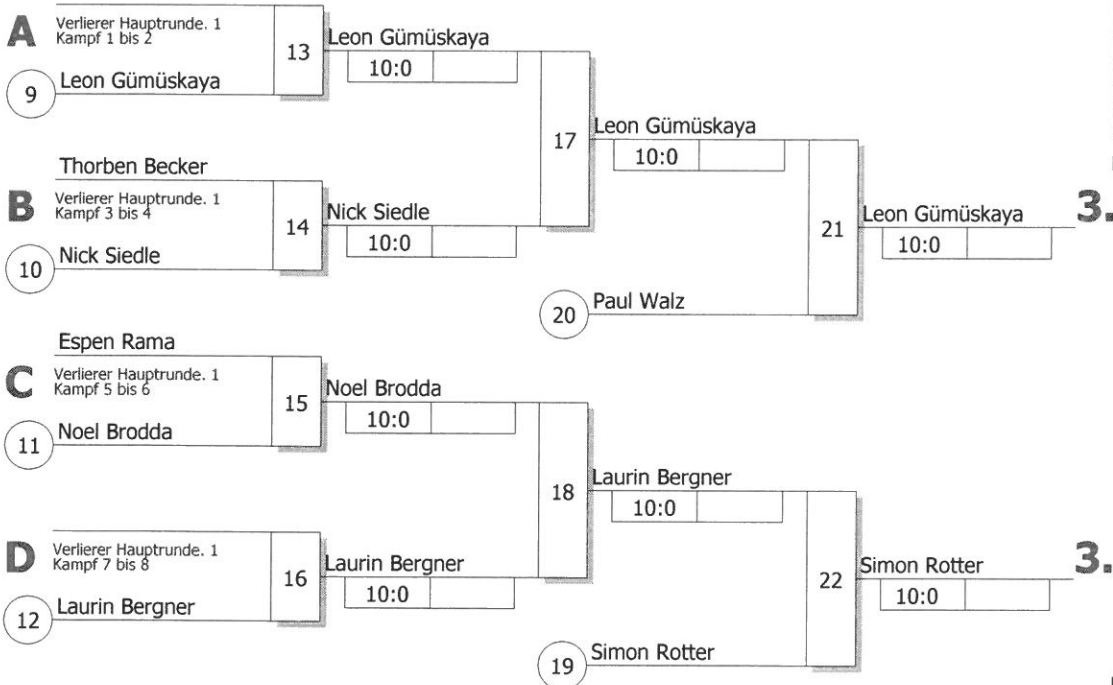 A
Verlierer Hauptrunde. 1
Kampf 1 bis 2
9
Leon Gümüskaya
13
Leon Gümüskaya
10:0
Thorben Becker
B
Verlierer Hauptrunde. 1
Kampf 3 bis 4
10
Nick Siedle
14
Nick Siedle
10:0
17
Leon Gümüskaya
10:0
20
Paul Walz
21
Leon Gümüskaya
10:0
3.
Espen Rama
C
Verlierer Hauptrunde. 1
Kampf 5 bis 6
11
Noel Brodda
15
Noel Brodda
10:0
D
Verlierer Hauptrunde. 1
Kampf 7 bis 8
12
Laurin Bergner
16
Laurin Bergner
10:0
18
Laurin Bergner
10:0
19
Simon Rotter
22
Simon Rotter
10:0
3.